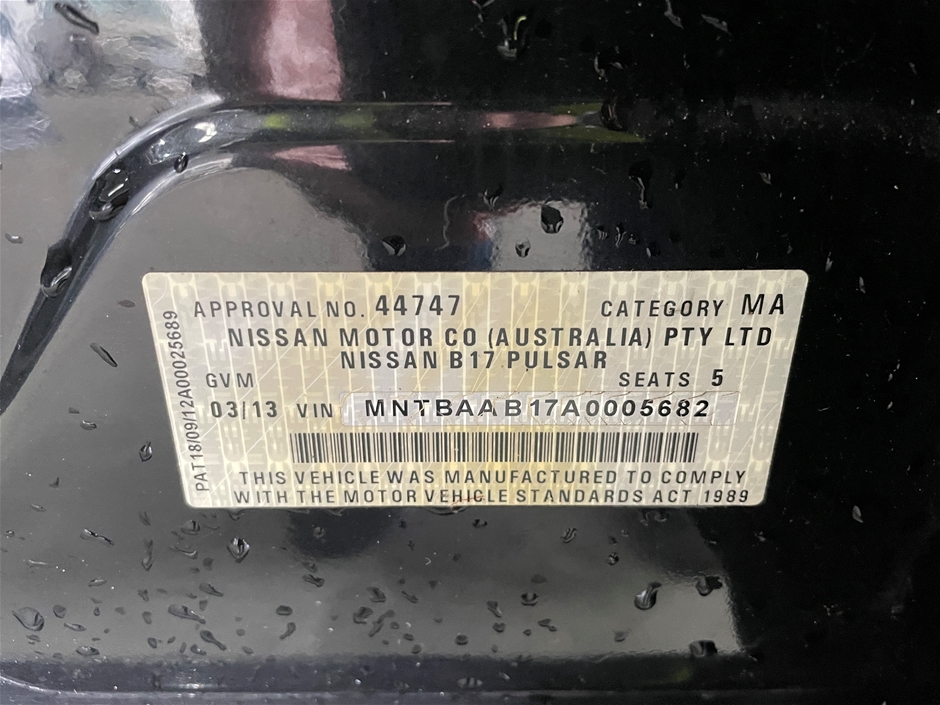 APPROVAL NO. 44747 CATEGORY MA
NISSAN MOTOR CO (AUSTRALIA) PTY LTD
NISSAN B17 PULSAR
GVM SEATS 5
03/13 VIN MNTBAAB17A0005682
THIS VEHICLE WAS MANUFACTURED TO COMPLY
WITH THE MOTOR VEHICLE STANDARDS ACT 1989
PAT18/09/12A00025689